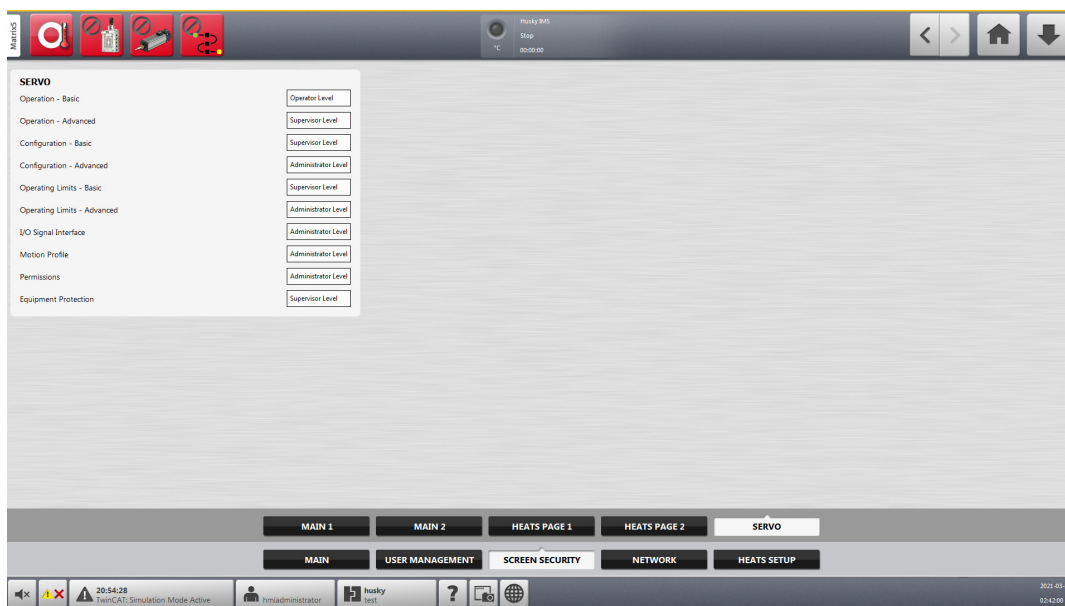 Matrix5
Husky IMS
Stop
°C 00:00:00
SERVO
Operation - Basic Operator Level
Operation - Advanced Supervisor Level
Configuration - Basic Supervisor Level
Configuration - Advanced Administrator Level
Operating Limits - Basic Supervisor Level
Operating Limits - Advanced Administrator Level
I/O Signal Interface Administrator Level
Motion Profile Administrator Level
Permissions Administrator Level
Equipment Protection Supervisor Level
MAIN 1 MAIN 2 HEATS PAGE 1 HEATS PAGE 2 SERVO
MAIN USER MANAGEMENT SCREEN SECURITY NETWORK HEATS SETUP
20:54:28
TwinCAT: Simulation Mode Active
hmiadministrator
husky
test
?
2021-03-
02:42:00